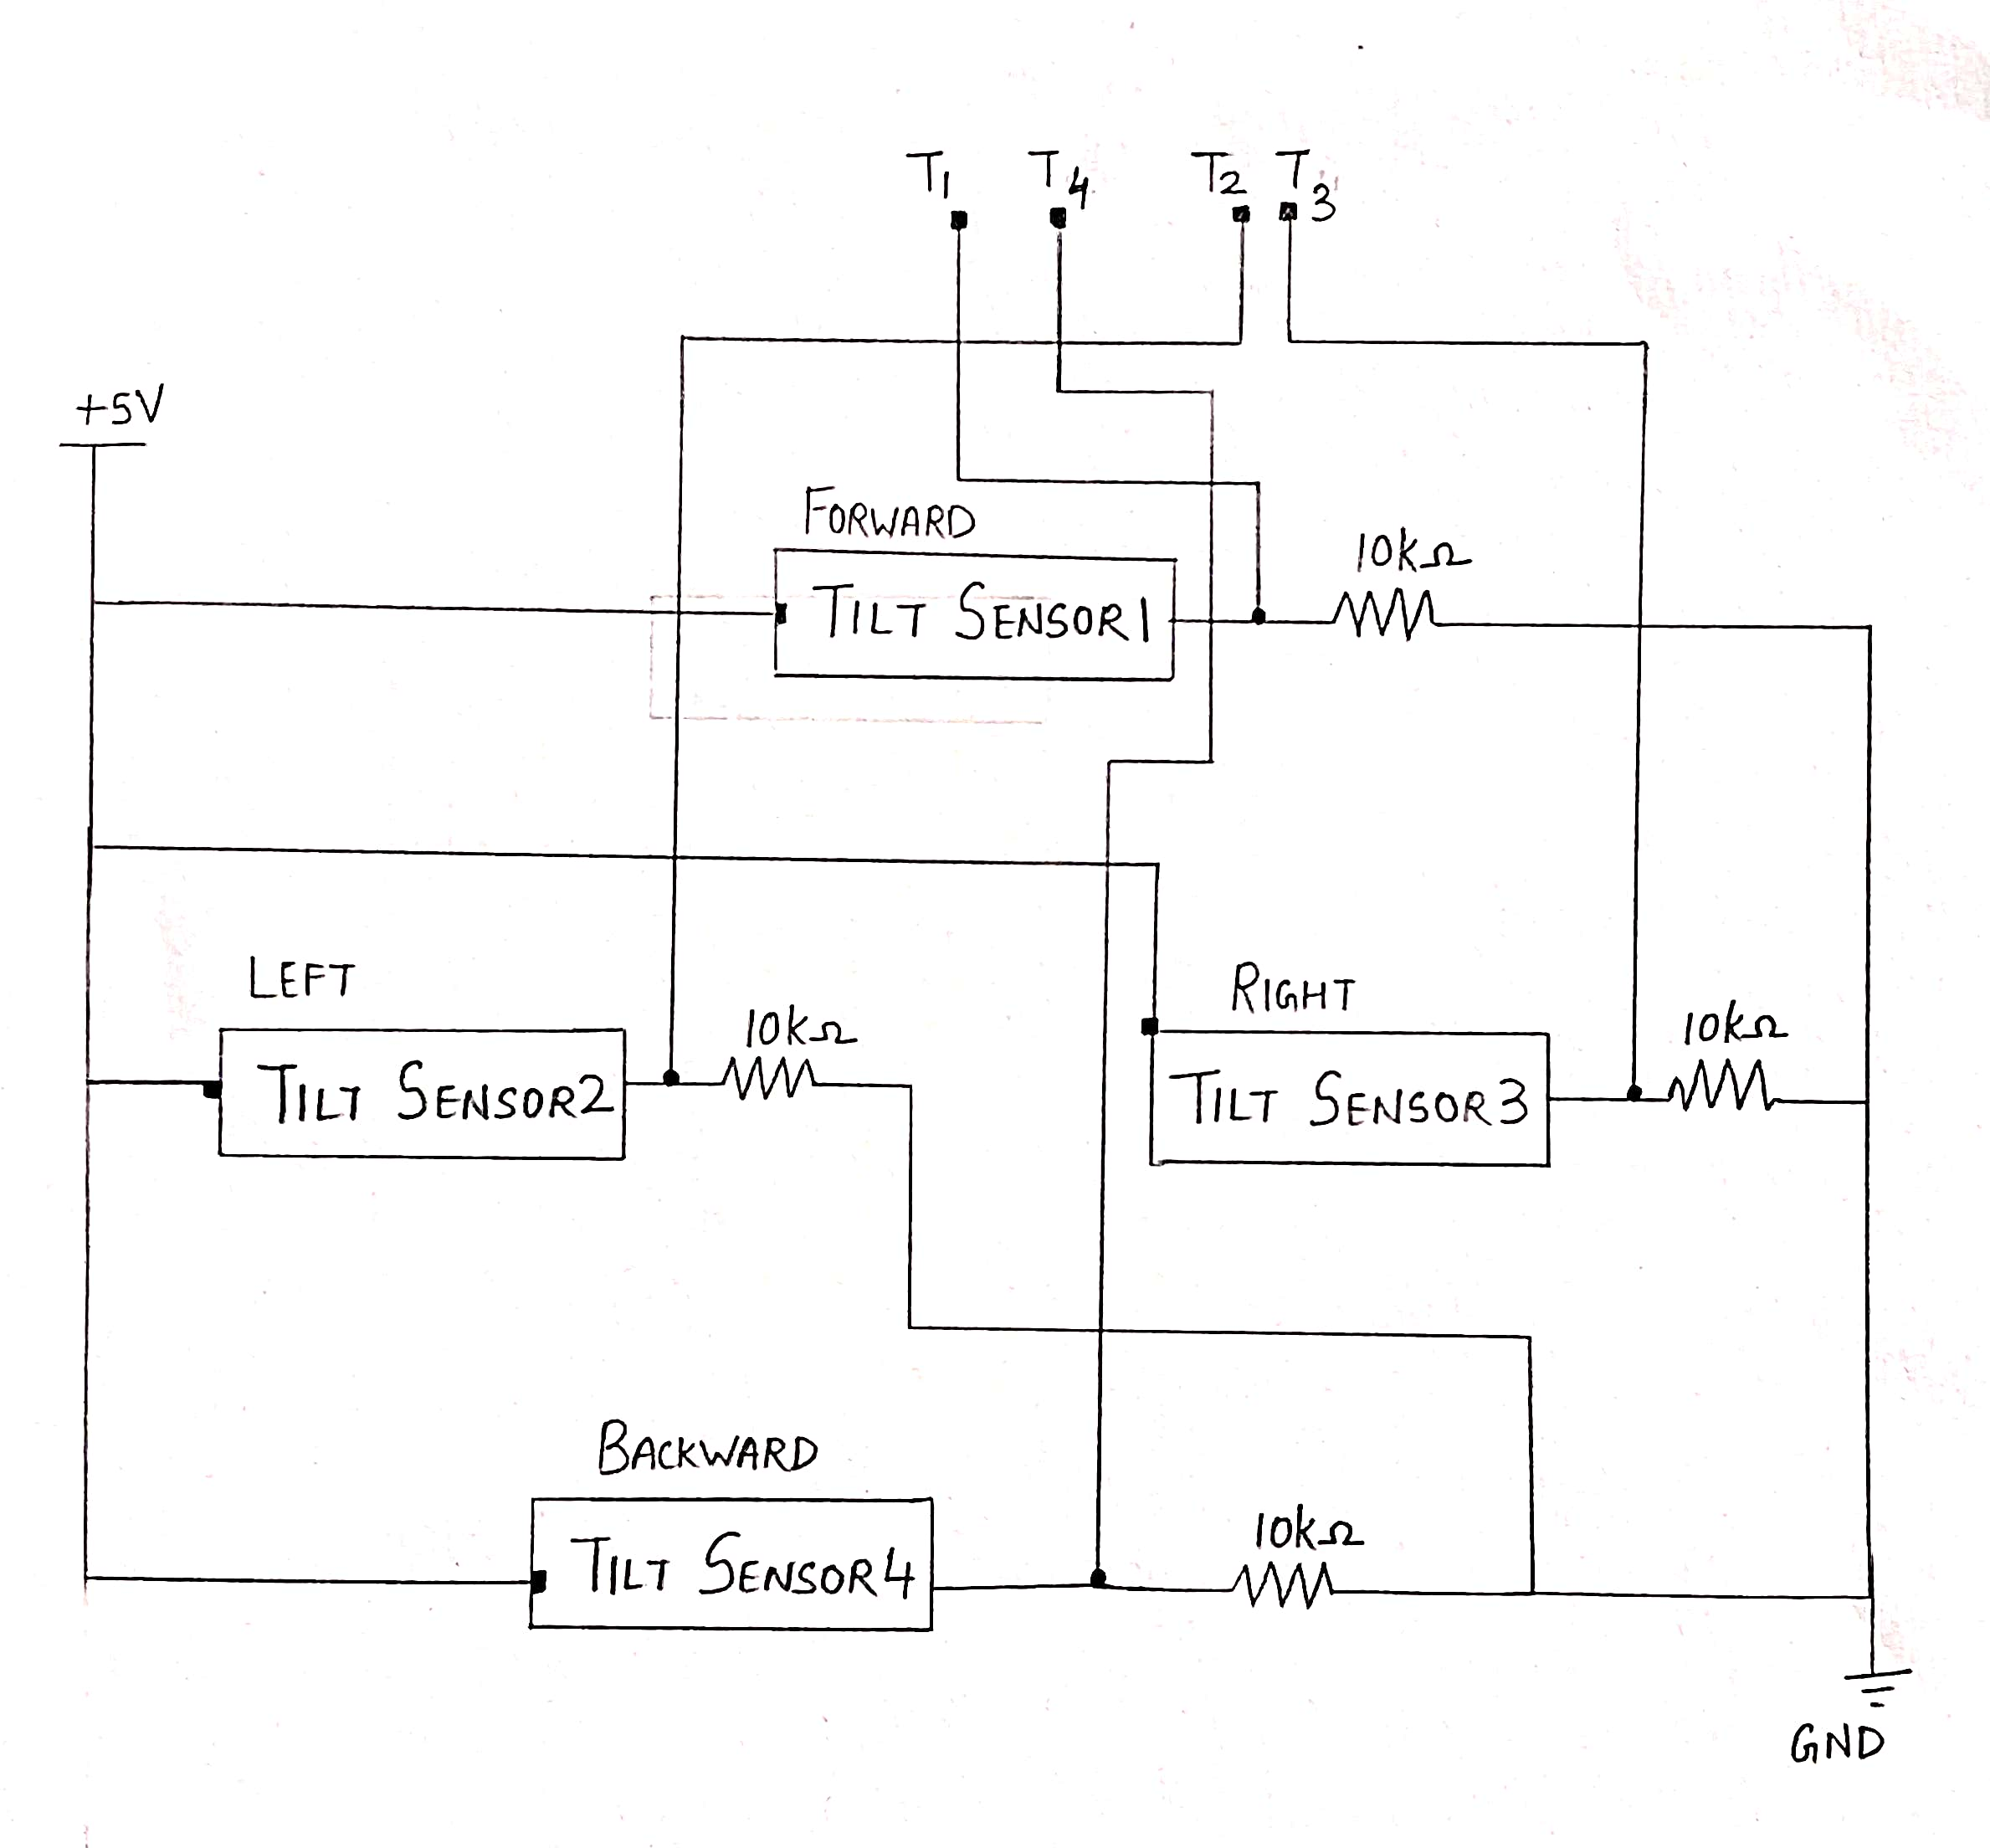 T1 T4 T2 T3
+5V
FORWARD
10kΩ
TILT SENSOR1
LEFT
RIGHT
10kΩ
10kΩ
TILT SENSOR2
TILT SENSOR3
BACKWARD
10kΩ
TILT SENSOR4
GND